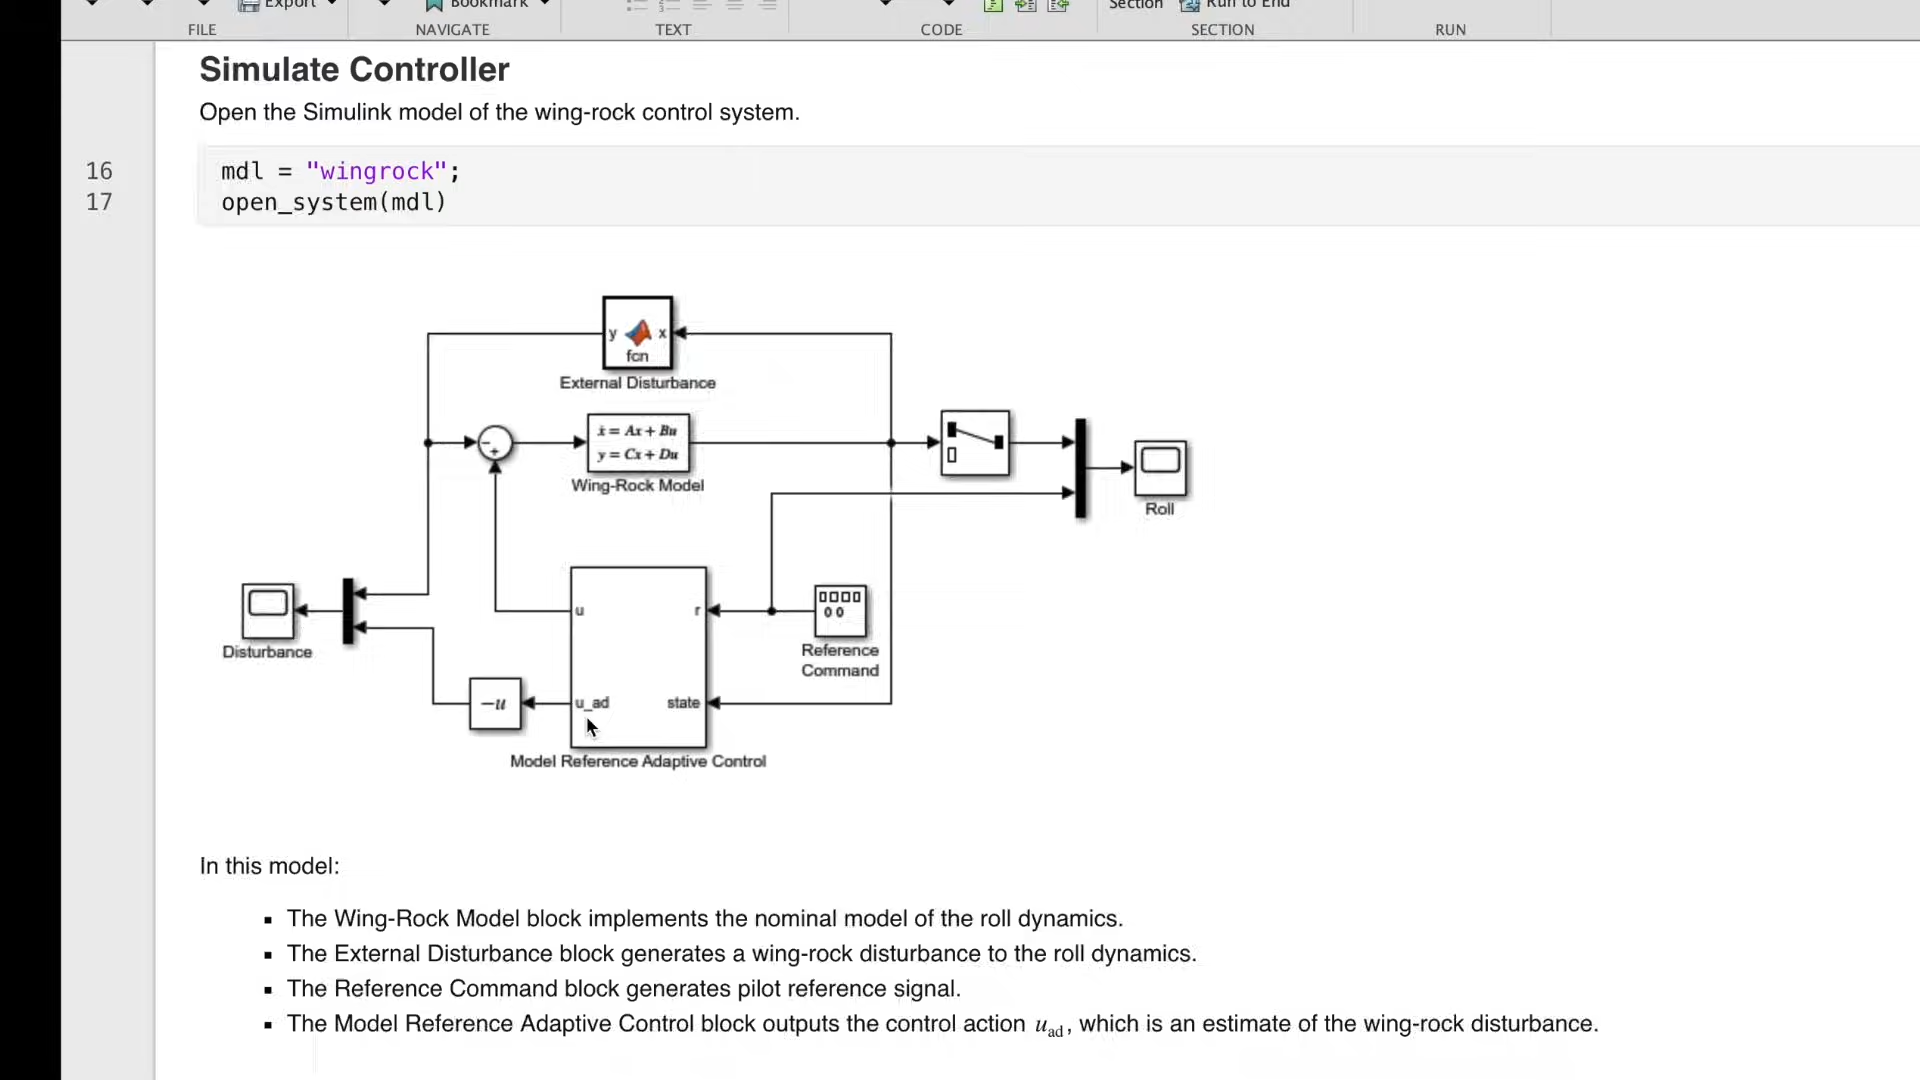 Export
Bookmark
Section
Run to End
FILE
NAVIGATE
TEXT
CODE
SECTION
RUN
Simulate Controller
Open the Simulink model of the wing-rock control system.
16
mdl = "wingrock";
17
open_system(mdl)
y
x
fcn
External Disturbance
ẋ = Ax + Bu
y = Cx + Du
Wing-Rock Model
−
+
Roll
u
r
Reference
Command
Disturbance
−u
u_ad
state
Model Reference Adaptive Control
In this model:
▪ The Wing-Rock Model block implements the nominal model of the roll dynamics.
▪ The External Disturbance block generates a wing-rock disturbance to the roll dynamics.
▪ The Reference Command block generates pilot reference signal.
▪ The Model Reference Adaptive Control block outputs the control action u_ad, which is an estimate of the wing-rock disturbance.